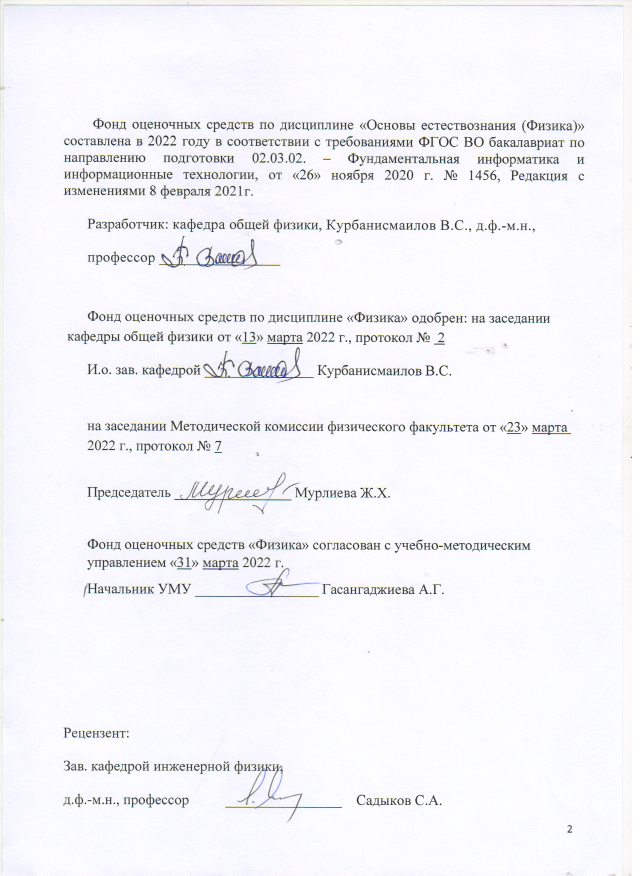 Фонд оценочных средств по дисциплине «Основы естествознания (Физика)»
составлена в 2022 году в соответствии с требованиями ФГОС ВО бакалавриат по
направлению подготовки 02.03.02. – Фундаментальная информатика и
информационные технологии, от «26» ноября 2020 г. № 1456, Редакция с
изменениями 8 февраля 2021г.
Разработчик: кафедра общей физики, Курбанисмаилов В.С., д.ф.-м.н.,
профессор
Фонд оценочных средств по дисциплине «Физика» одобрен: на заседании
кафедры общей физики от «13» марта 2022 г., протокол № 2
И.о. зав. кафедрой Курбанисмаилов В.С.
на заседании Методической комиссии физического факультета от «23» марта
2022 г., протокол № 7
Председатель Мурлиева Ж.Х.
Фонд оценочных средств «Физика» согласован с учебно-методическим
управлением «31» марта 2022 г.
Начальник УМУ Гасангаджиева А.Г.
Рецензент:
Зав. кафедрой инженерной физики,
д.ф.-м.н., профессор Садыков С.А.
2